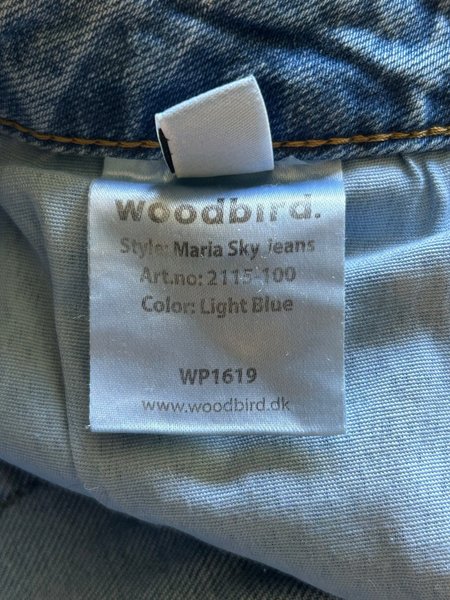 woodbird.
Style: Maria Sky Jeans
Art.no: 2115-100
Color: Light Blue
WP1619
www.woodbird.dk